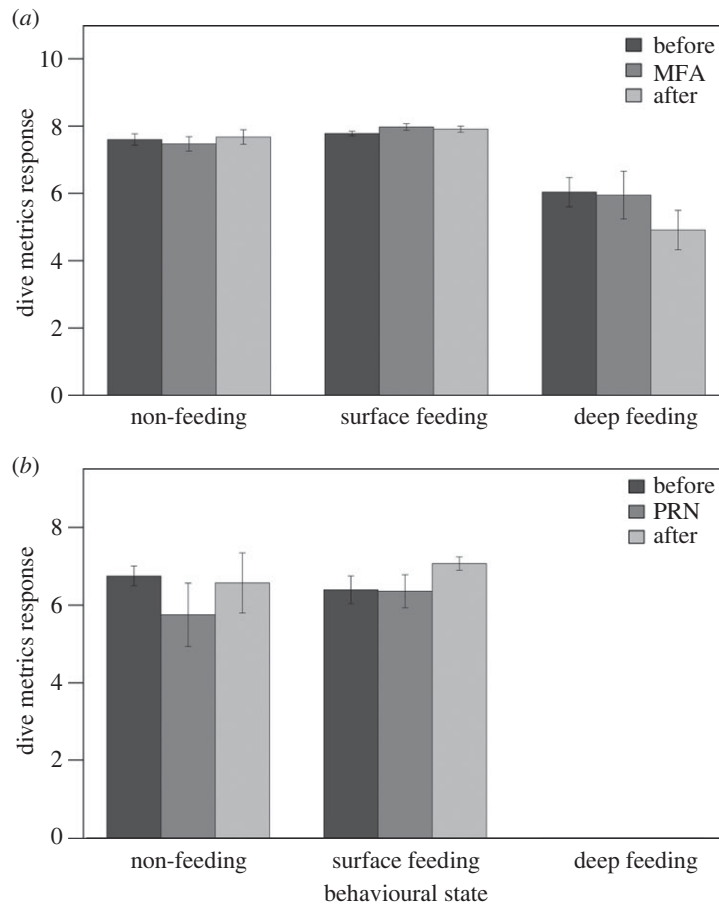 (a)
10
8
6
4
2
0
dive metrics response
before
MFA
after
non-feeding
surface feeding
deep feeding
(b)
8
6
4
2
0
dive metrics response
before
PRN
after
non-feeding
surface feeding
deep feeding
behavioural state